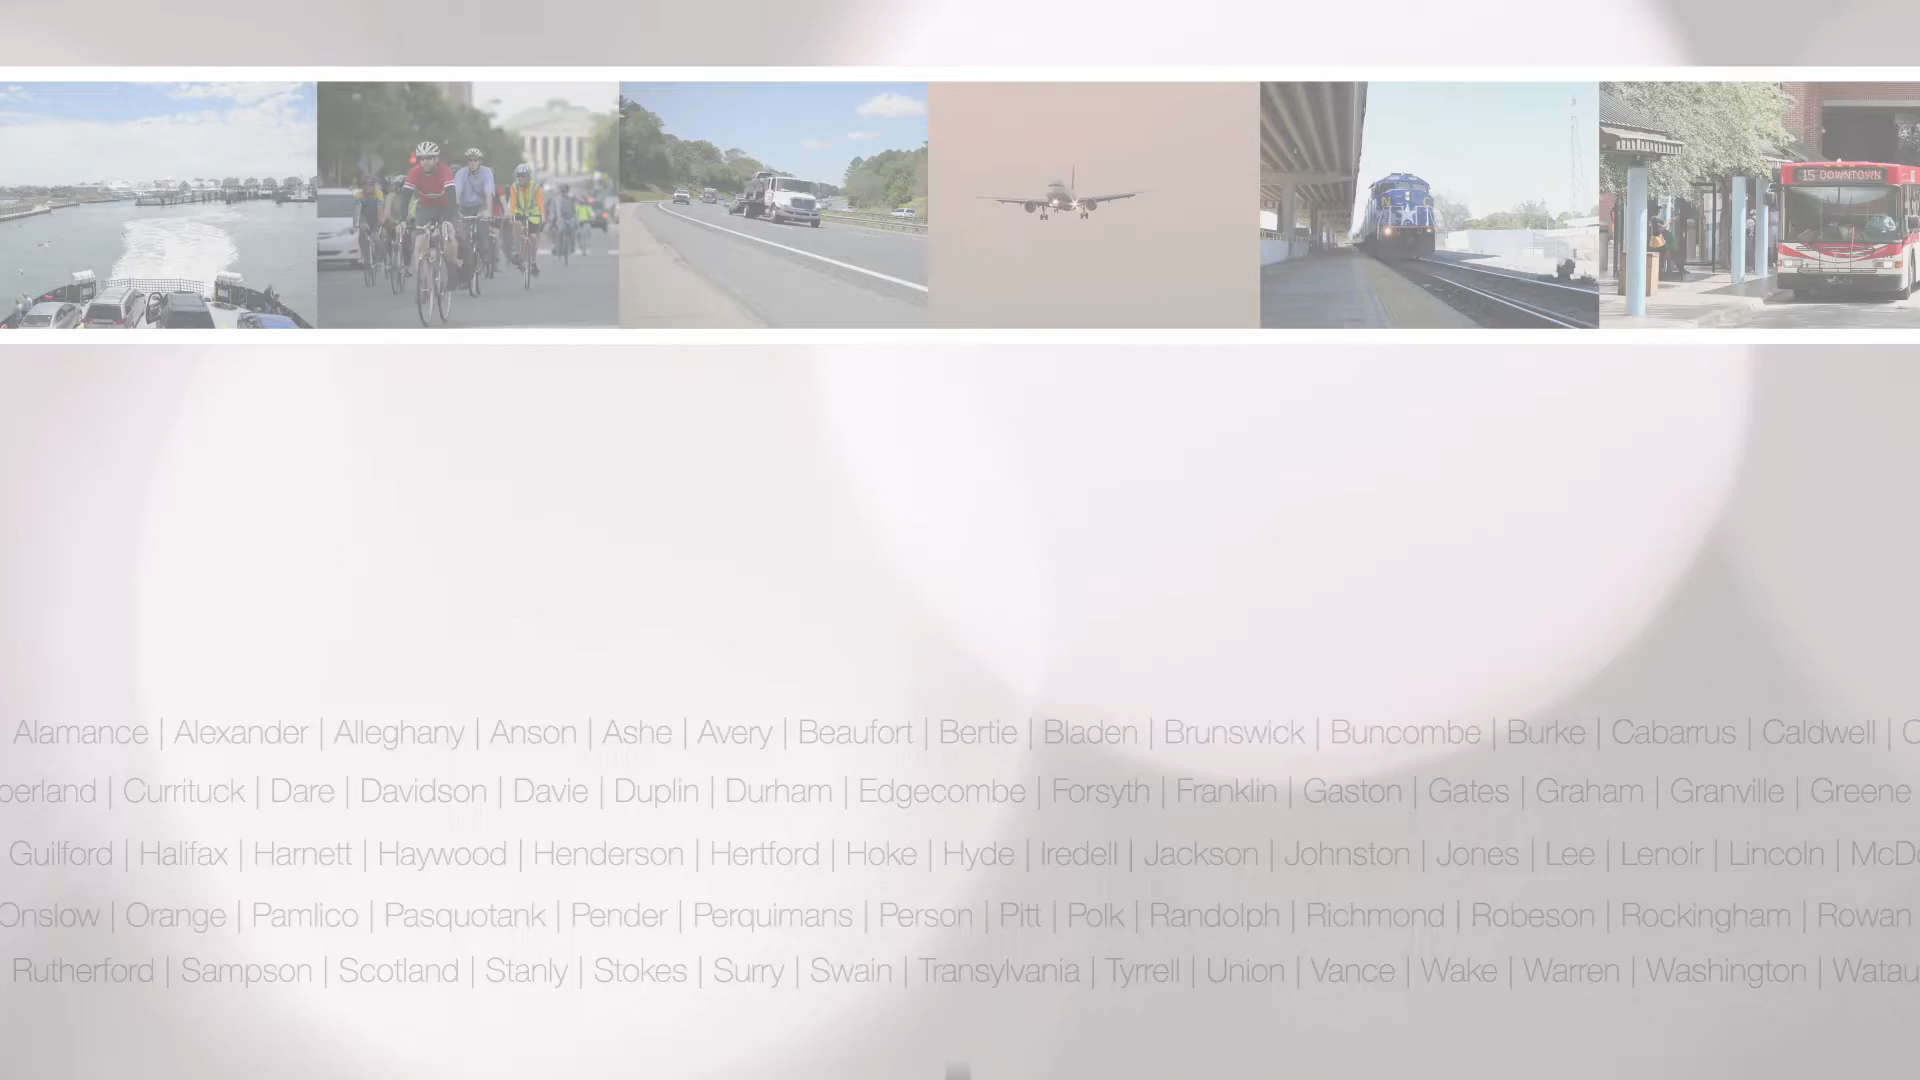 15 DOWNTOWN
N C
Alamance | Alexander | Alleghany | Anson | Ashe | Avery | Beaufort | Bertie | Bladen | Brunswick | Buncombe | Burke | Cabarrus | Caldwell | C
berland | Currituck | Dare | Davidson | Davie | Duplin | Durham | Edgecombe | Forsyth | Franklin | Gaston | Gates | Graham | Granville | Greene
Guilford | Halifax | Harnett | Haywood | Henderson | Hertford | Hoke | Hyde | Iredell | Jackson | Johnston | Jones | Lee | Lenoir | Lincoln | McDo
Onslow | Orange | Pamlico | Pasquotank | Pender | Perquimans | Person | Pitt | Polk | Randolph | Richmond | Robeson | Rockingham | Rowan
Rutherford | Sampson | Scotland | Stanly | Stokes | Surry | Swain | Transylvania | Tyrrell | Union | Vance | Wake | Warren | Washington | Watau